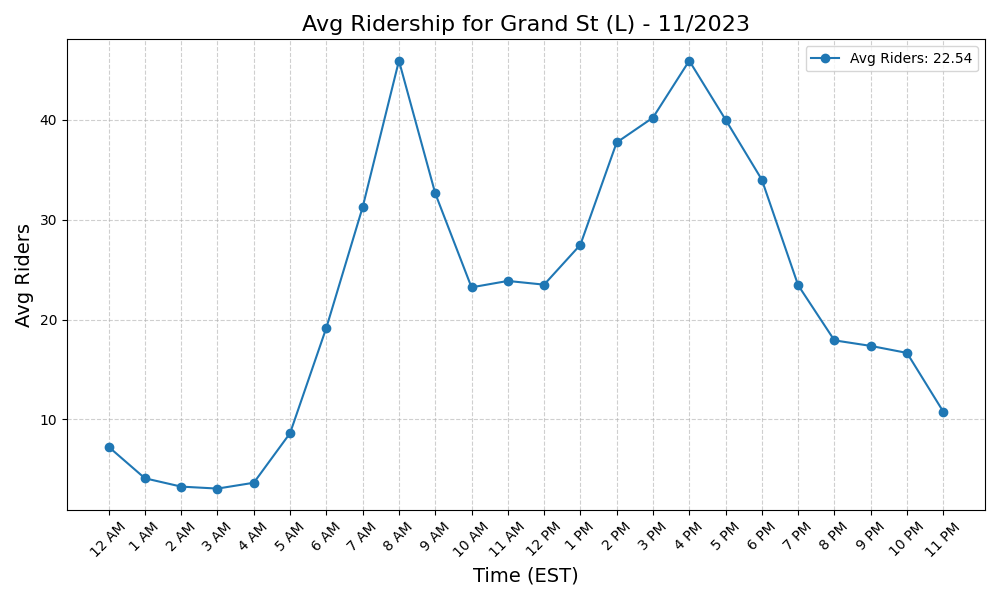 Avg Ridership for Grand St (L) - 11/2023
Avg Riders: 22.54
Avg Riders
40
30
20
10
12 AM
1 AM
2 AM
3 AM
4 AM
5 AM
6 AM
7 AM
8 AM
9 AM
10 AM
11 AM
12 PM
1 PM
2 PM
3 PM
4 PM
5 PM
6 PM
7 PM
8 PM
9 PM
10 PM
11 PM
Time (EST)